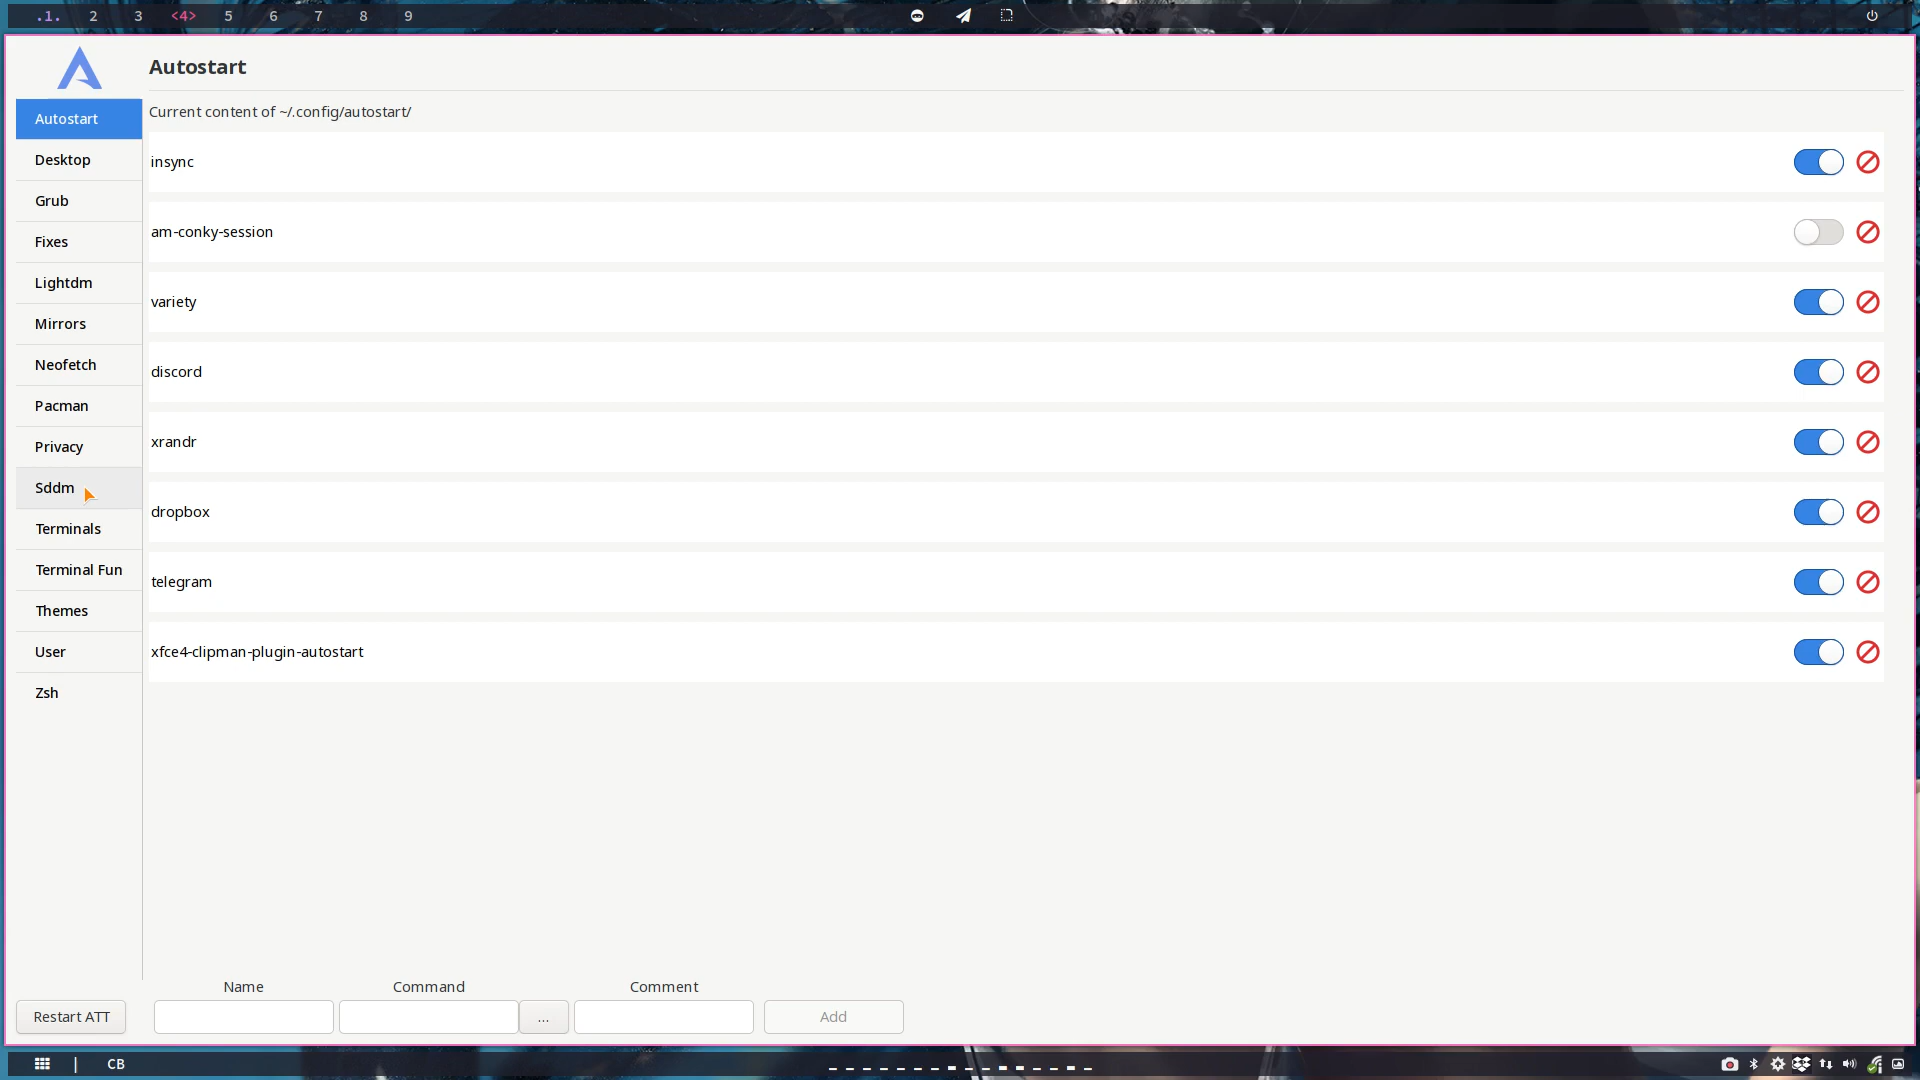 .1. 2 3 <4> 5 6 7 8 9
Autostart
Current content of ~/.config/autostart/
Autostart
Desktop
Grub
Fixes
Lightdm
Mirrors
Neofetch
Pacman
Privacy
Sddm
Terminals
Terminal Fun
Themes
User
Zsh
insync
am-conky-session
variety
discord
xrandr
dropbox
telegram
xfce4-clipman-plugin-autostart
Name Command Comment
Restart ATT ... Add
| CB